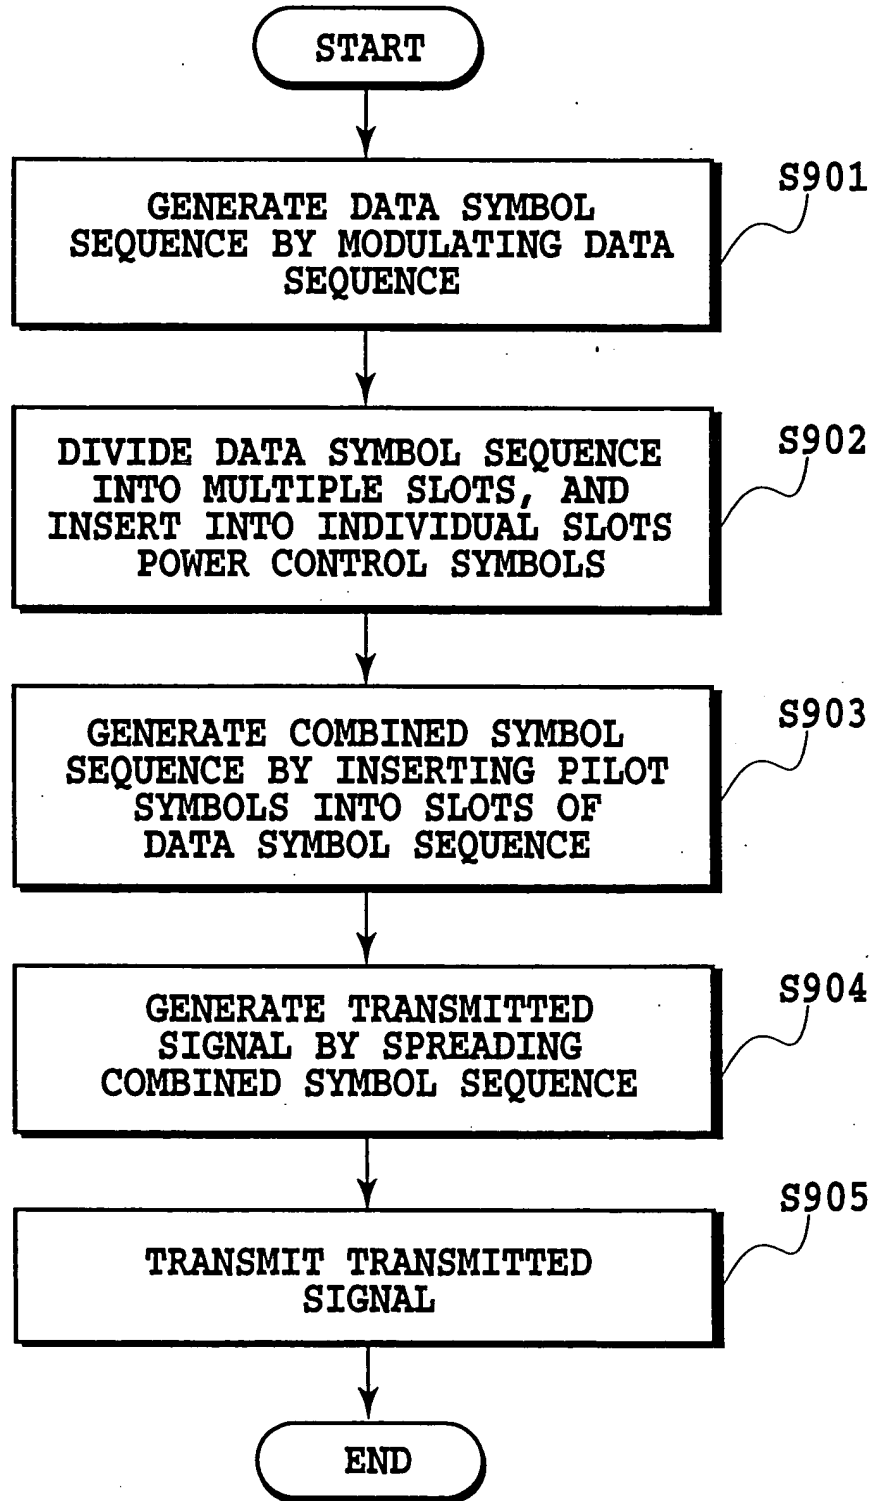 START
S901
GENERATE DATA SYMBOL
SEQUENCE BY MODULATING DATA
SEQUENCE
S902
DIVIDE DATA SYMBOL SEQUENCE
INTO MULTIPLE SLOTS, AND
INSERT INTO INDIVIDUAL SLOTS
POWER CONTROL SYMBOLS
S903
GENERATE COMBINED SYMBOL
SEQUENCE BY INSERTING PILOT
SYMBOLS INTO SLOTS OF
DATA SYMBOL SEQUENCE
S904
GENERATE TRANSMITTED
SIGNAL BY SPREADING
COMBINED SYMBOL SEQUENCE
S905
TRANSMIT TRANSMITTED
SIGNAL
END